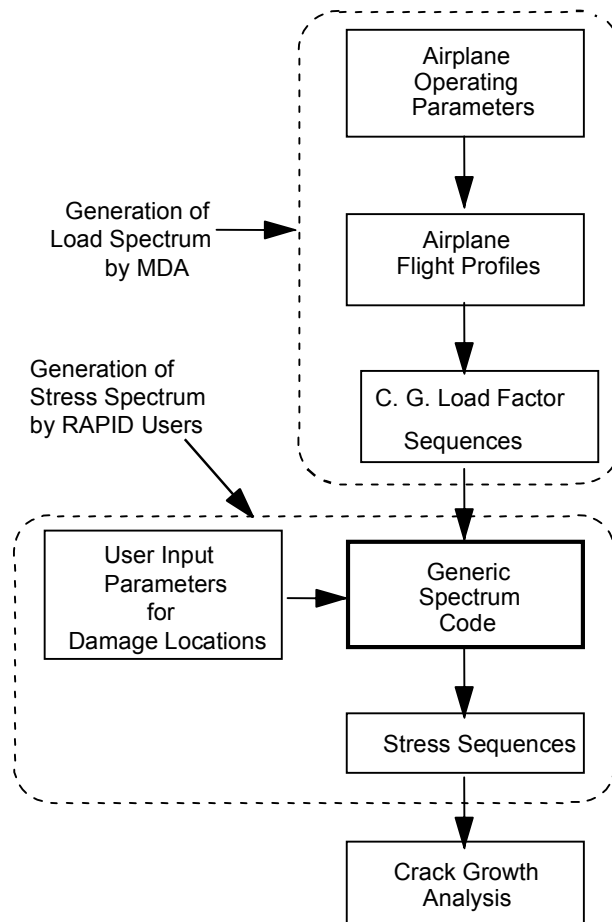 Airplane
Operating
Parameters
Generation of
Load Spectrum
by MDA
Airplane
Flight Profiles
Generation of
Stress Spectrum
by RAPID Users
C. G. Load Factor
Sequences
User Input
Parameters
for
Damage Locations
Generic
Spectrum
Code
Stress Sequences
Crack Growth
Analysis